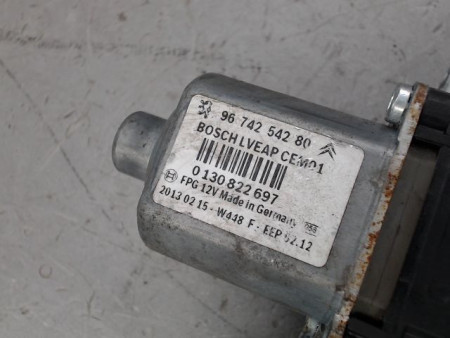 96 742 542 80
BOSCH LVEAP CEM01
0 130 822 697
FPG 12V Made in Germany
2013 02 15 - W448 F - EEP 52.12